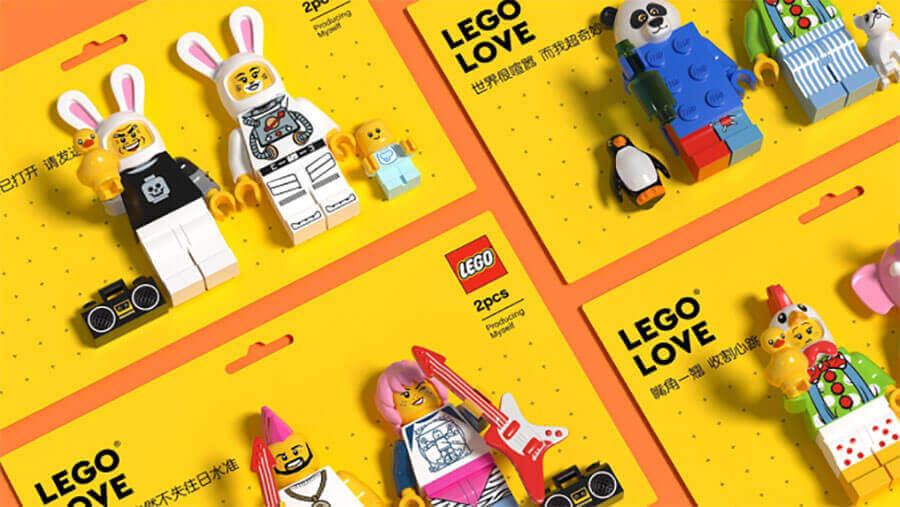 2pcs
Producing
Myself
已打开 请发
LEGO
LOVE
世界很喧嚣 而我超奇妙
LEGO
2pcs
Producing
Myself
LEGO®
LOVE
嘴角一翘 收割心跳
LEGO®
LOVE
然不失往日水准